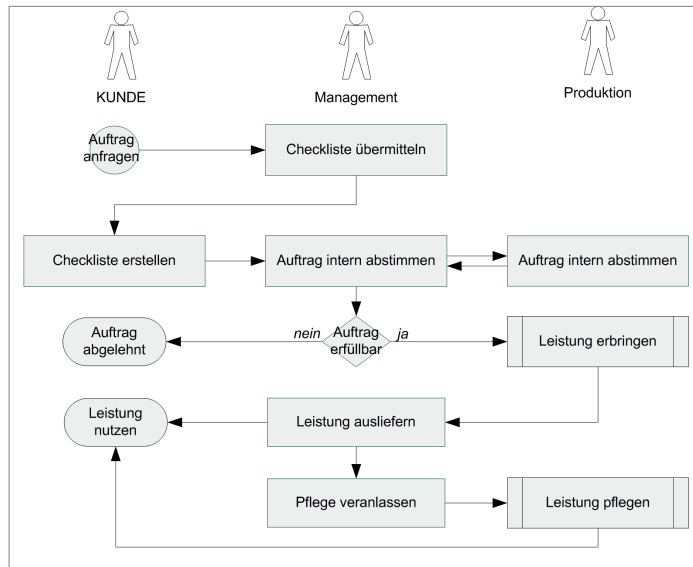 KUNDE
Management
Produktion
Auftrag
anfragen
Checkliste übermitteln
Checkliste erstellen
Auftrag intern abstimmen
Auftrag intern abstimmen
Auftrag
abgelehnt
nein
Auftrag
erfüllbar
ja
Leistung erbringen
Leistung
nutzen
Leistung ausliefern
Pflege veranlassen
Leistung pflegen